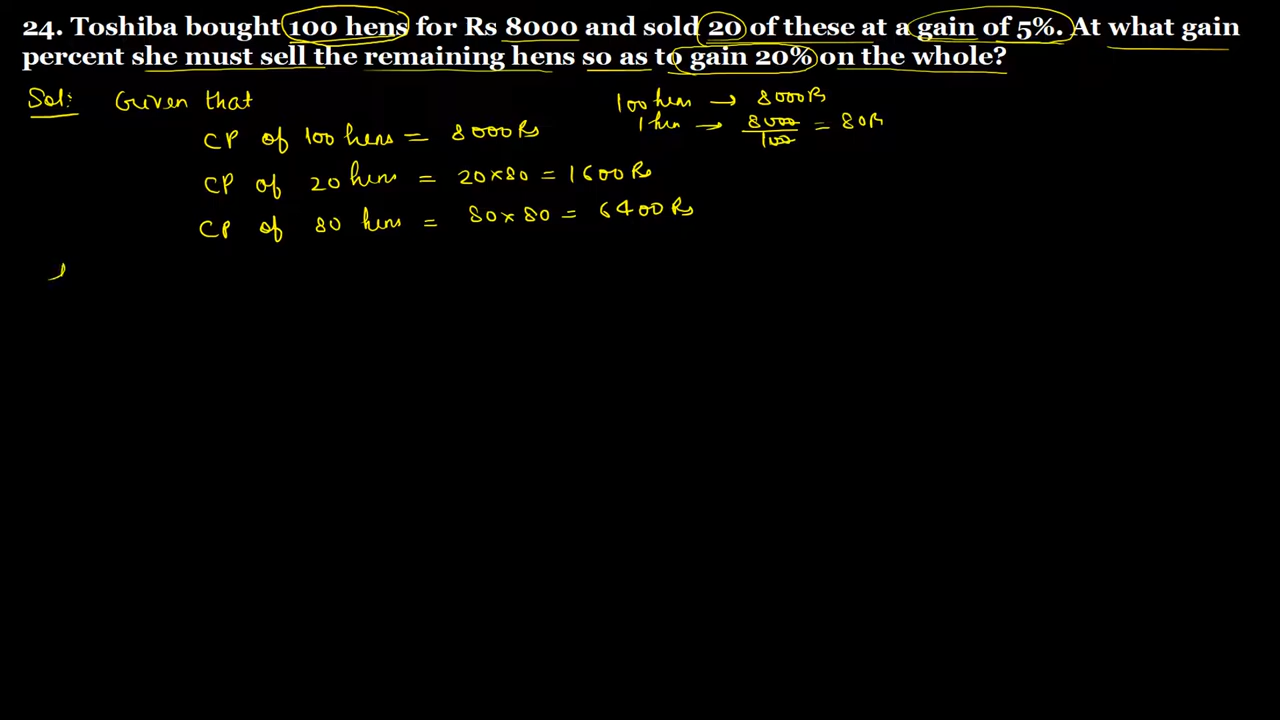 24. Toshiba bought 100 hens for Rs 8000 and sold 20 of these at a gain of 5%. At what gain
percent she must sell the remaining hens so as to gain 20% on the whole?
Sol: Given that
100 hens → 8000Rs
CP of 100 hens = 8000Rs
1 hen → 8000/100 = 80Rs
CP of 20 hens = 20×80 = 1600Rs
CP of 80 hens = 80×80 = 6400Rs